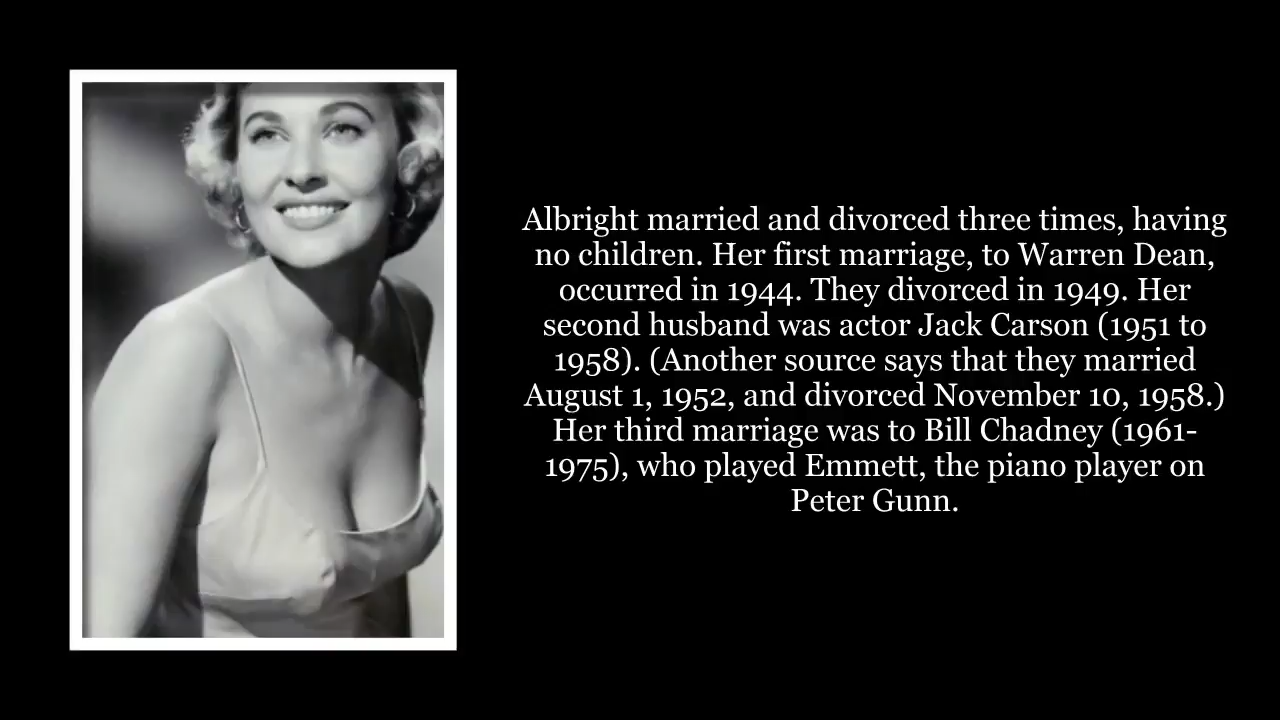 Albright married and divorced three times, having
no children. Her first marriage, to Warren Dean,
occurred in 1944. They divorced in 1949. Her
second husband was actor Jack Carson (1951 to
1958). (Another source says that they married
August 1, 1952, and divorced November 10, 1958.)
Her third marriage was to Bill Chadney (1961-
1975), who played Emmett, the piano player on
Peter Gunn.